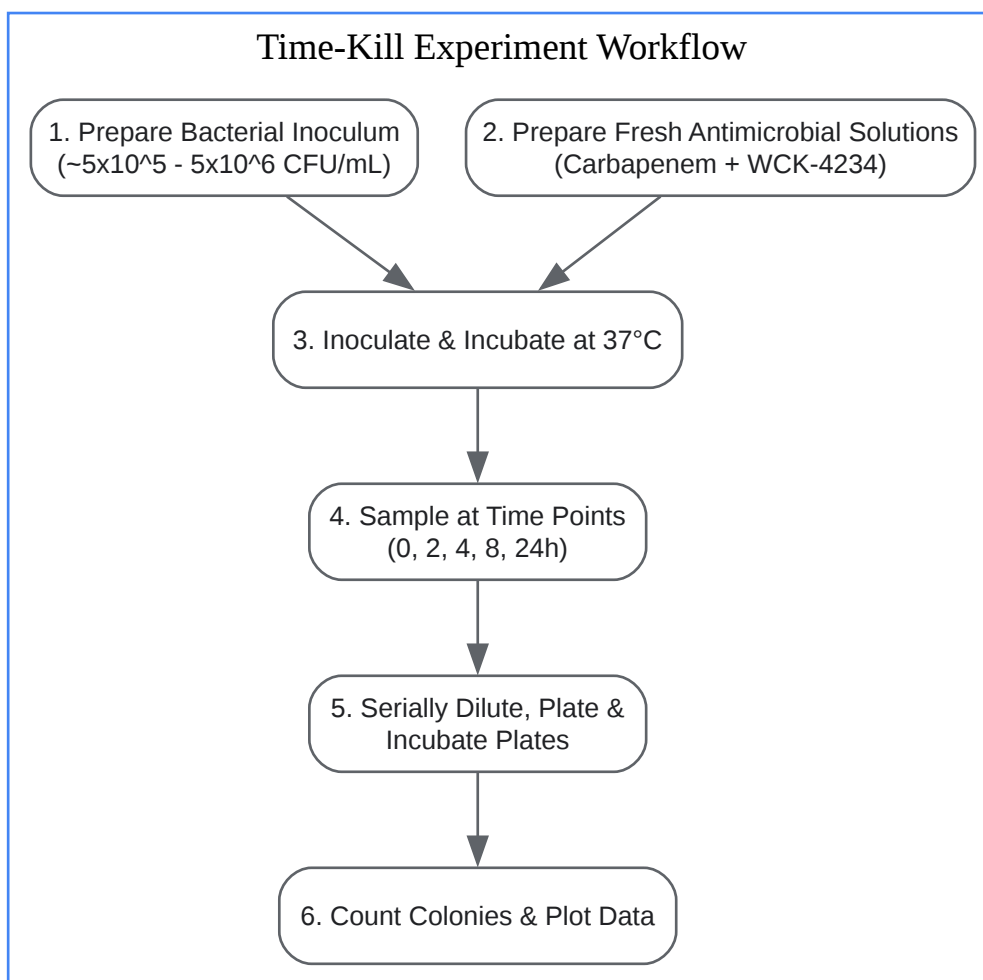 Time-Kill Experiment Workflow
1. Prepare Bacterial Inoculum
(~5x10^5 - 5x10^6 CFU/mL)
2. Prepare Fresh Antimicrobial Solutions
(Carbapenem + WCK-4234)
3. Inoculate & Incubate at 37°C
4. Sample at Time Points
(0, 2, 4, 8, 24h)
5. Serially Dilute, Plate &
Incubate Plates
6. Count Colonies & Plot Data